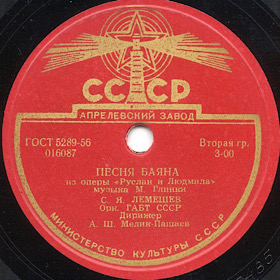 СССР
АПРЕЛЕВСКИЙ ЗАВОД
ГОСТ 5289-56
016087
Вторая гр.
3-00
ПЕСНЯ БАЯНА
из оперы «Руслан и Людмила»
музыка М. Глинки
С. Я. ЛЕМЕШЕВ
Орк. ГАБТ СССР
Дирижер
А. Ш. Мелик-Пашаев
МИНИСТЕРСТВО КУЛЬТУРЫ СССР